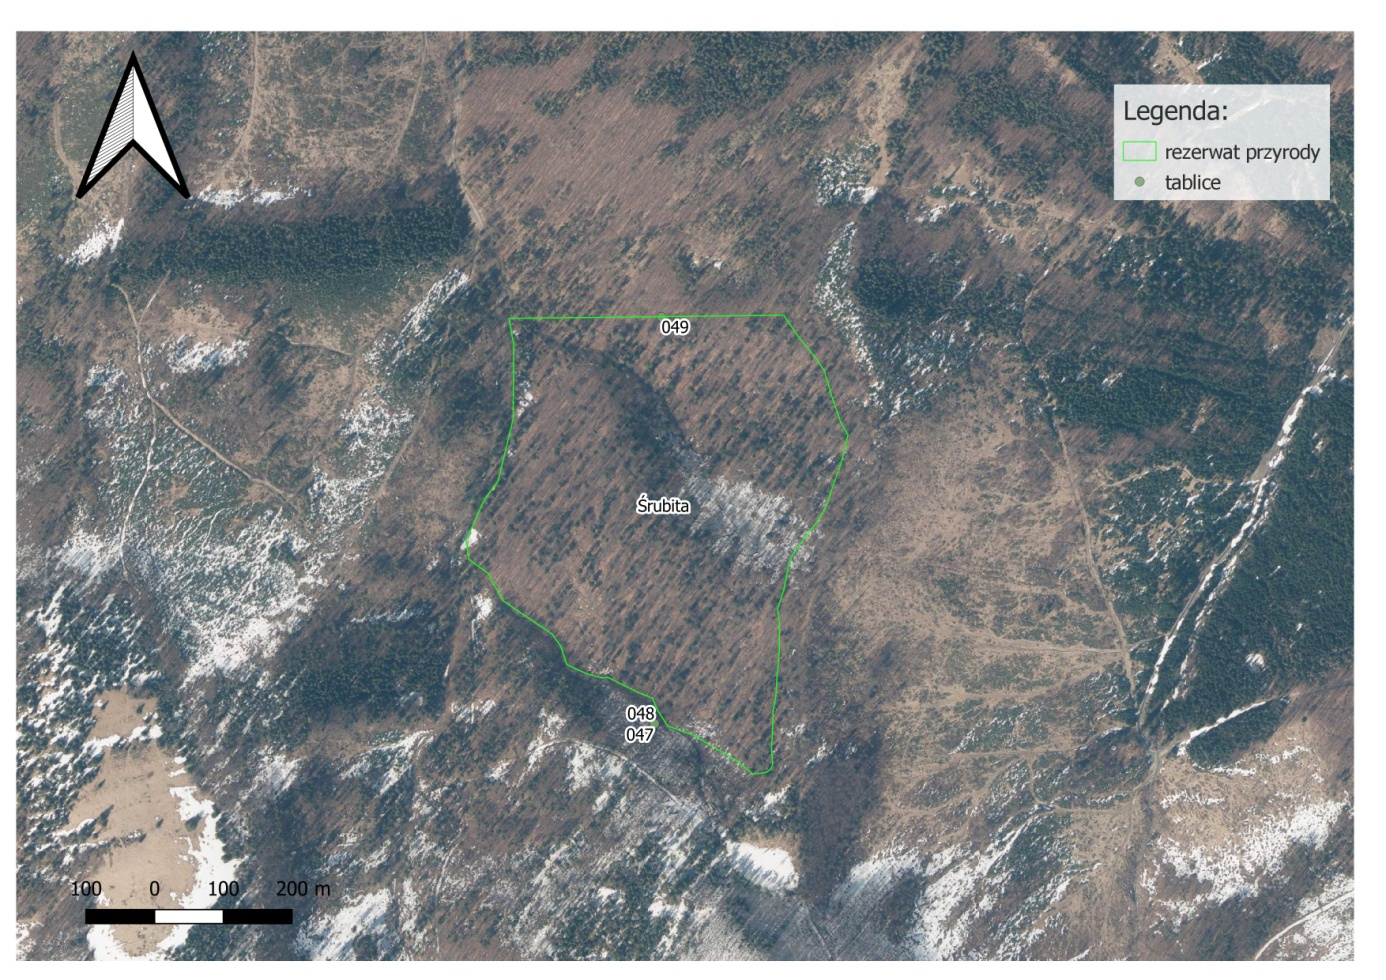 Legenda:
rezerwat przyrody
tablice
049
Śrubita
048
047
100 0 100 200 m